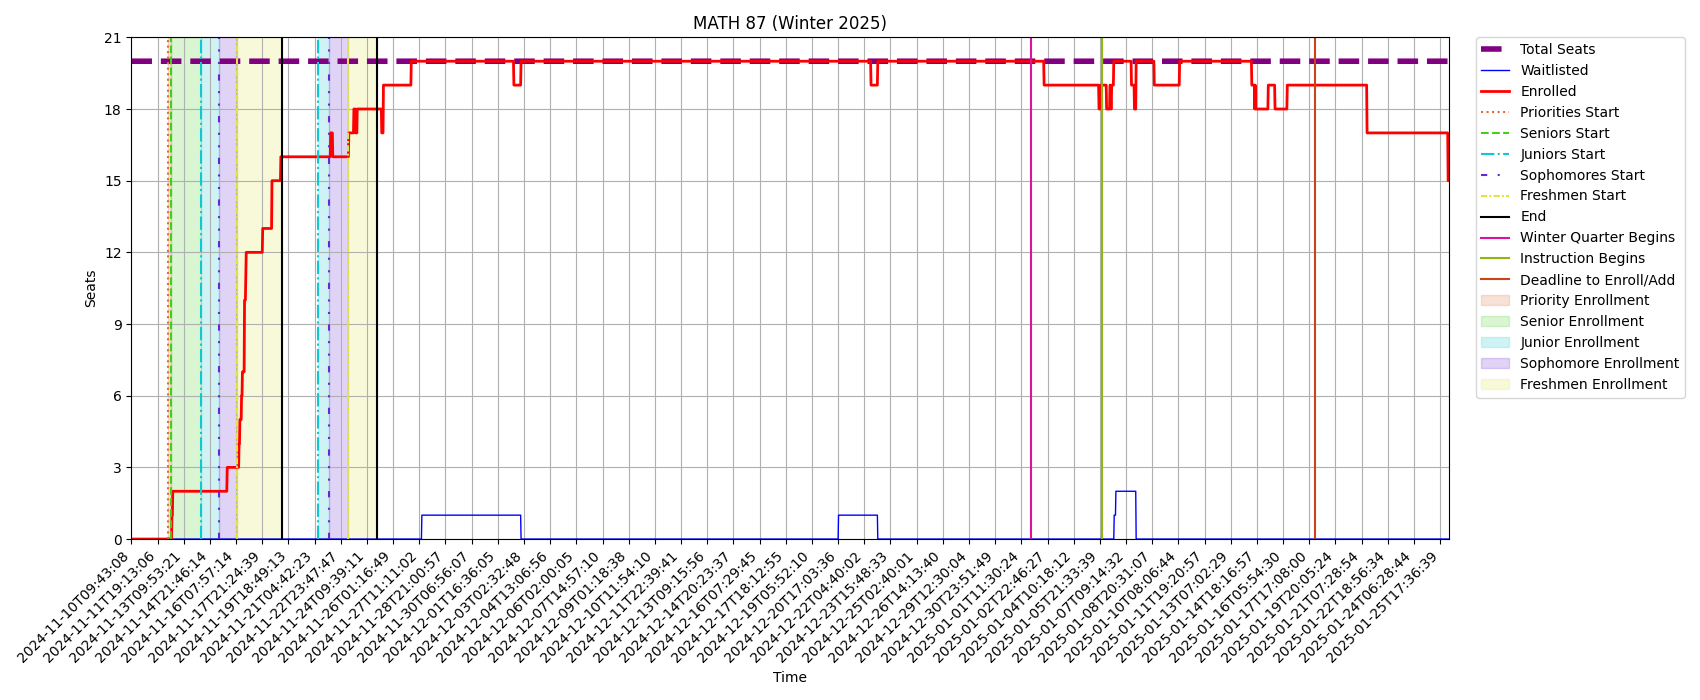 MATH 87 (Winter 2025)
21
18
15
12
9
6
3
0
Seats
2024-11-10T09:43:08
2024-11-11T19:13:06
2024-11-13T09:53:21
2024-11-14T21:46:14
2024-11-16T07:57:14
2024-11-17T21:24:39
2024-11-19T18:49:13
2024-11-21T04:42:23
2024-11-22T23:47:47
2024-11-24T09:39:11
2024-11-26T01:16:49
2024-11-27T11:11:02
2024-11-28T21:00:57
2024-11-30T06:56:07
2024-12-01T16:36:05
2024-12-03T02:32:48
2024-12-04T13:06:56
2024-12-06T02:00:05
2024-12-07T14:57:10
2024-12-09T01:18:38
2024-12-10T11:54:10
2024-12-11T22:39:41
2024-12-13T09:15:56
2024-12-14T20:23:37
2024-12-16T07:29:45
2024-12-17T18:12:55
2024-12-19T05:52:10
2024-12-20T17:03:36
2024-12-22T04:40:02
2024-12-23T15:48:33
2024-12-25T02:40:01
2024-12-26T14:13:40
2024-12-29T12:30:04
2024-12-30T23:51:49
2025-01-01T11:30:24
2025-01-02T22:46:27
2025-01-04T10:18:12
2025-01-05T21:33:39
2025-01-07T09:14:32
2025-01-08T20:31:07
2025-01-10T08:06:44
2025-01-11T19:20:57
2025-01-13T07:02:29
2025-01-14T18:16:57
2025-01-16T05:54:30
2025-01-17T17:08:00
2025-01-19T20:05:24
2025-01-21T07:28:54
2025-01-22T18:56:34
2025-01-24T06:28:44
2025-01-25T17:36:39
Time
Total Seats
Waitlisted
Enrolled
Priorities Start
Seniors Start
Juniors Start
Sophomores Start
Freshmen Start
End
Winter Quarter Begins
Instruction Begins
Deadline to Enroll/Add
Priority Enrollment
Senior Enrollment
Junior Enrollment
Sophomore Enrollment
Freshmen Enrollment